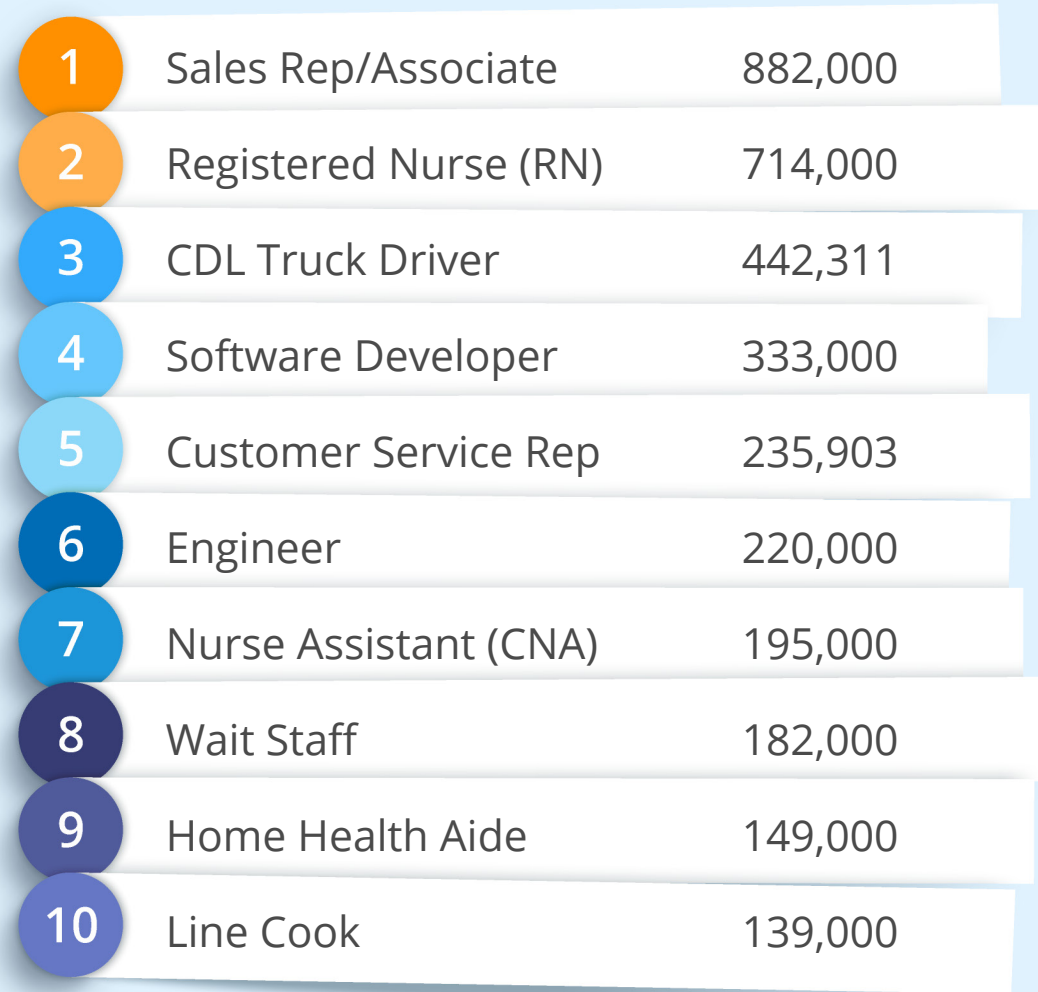 1 Sales Rep/Associate 882,000
2 Registered Nurse (RN) 714,000
3 CDL Truck Driver 442,311
4 Software Developer 333,000
5 Customer Service Rep 235,903
6 Engineer 220,000
7 Nurse Assistant (CNA) 195,000
8 Wait Staff 182,000
9 Home Health Aide 149,000
10 Line Cook 139,000